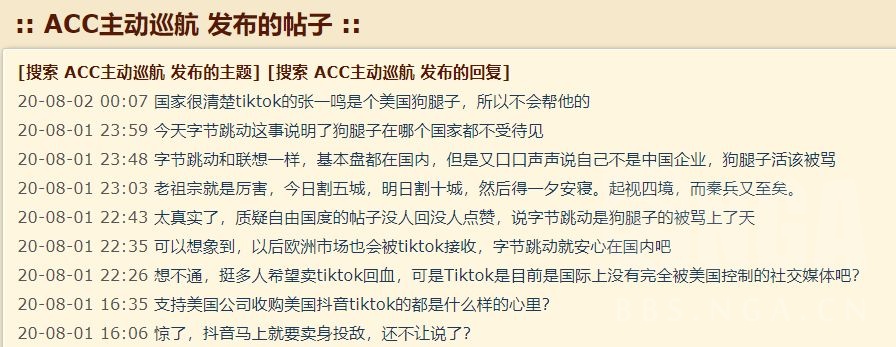 :: ACC主动巡航 发布的帖子 ::
[搜索 ACC主动巡航 发布的主题] [搜索 ACC主动巡航 发布的回复]
20-08-02 00:07 国家很清楚tiktok的张一鸣是个美国狗腿子，所以不会帮他的
20-08-01 23:59 今天字节跳动这事说明了狗腿子在哪个国家都不受待见
20-08-01 23:48 字节跳动和联想一样，基本盘都在国内，但是又口口声声说自己不是中国企业，狗腿子活该被骂
20-08-01 23:03 老祖宗就是厉害，今日割五城，明日割十城，然后得一夕安寝。起视四境，而秦兵又至矣。
20-08-01 22:43 太真实了，质疑自由国度的帖子没人回没人点赞，说字节跳动是狗腿子的被骂上了天
20-08-01 22:35 可以想象到，以后欧洲市场也会被tiktok接收，字节跳动就安心在国内吧
20-08-01 22:26 想不通，挺多人希望卖tiktok回血，可是Tiktok是目前是国际上没有完全被美国控制的社交媒体吧?
20-08-01 16:35 支持美国公司收购美国抖音tiktok的都是什么样的心里?
20-08-01 16:06 惊了，抖音马上就要卖身投敌，还不让说了?